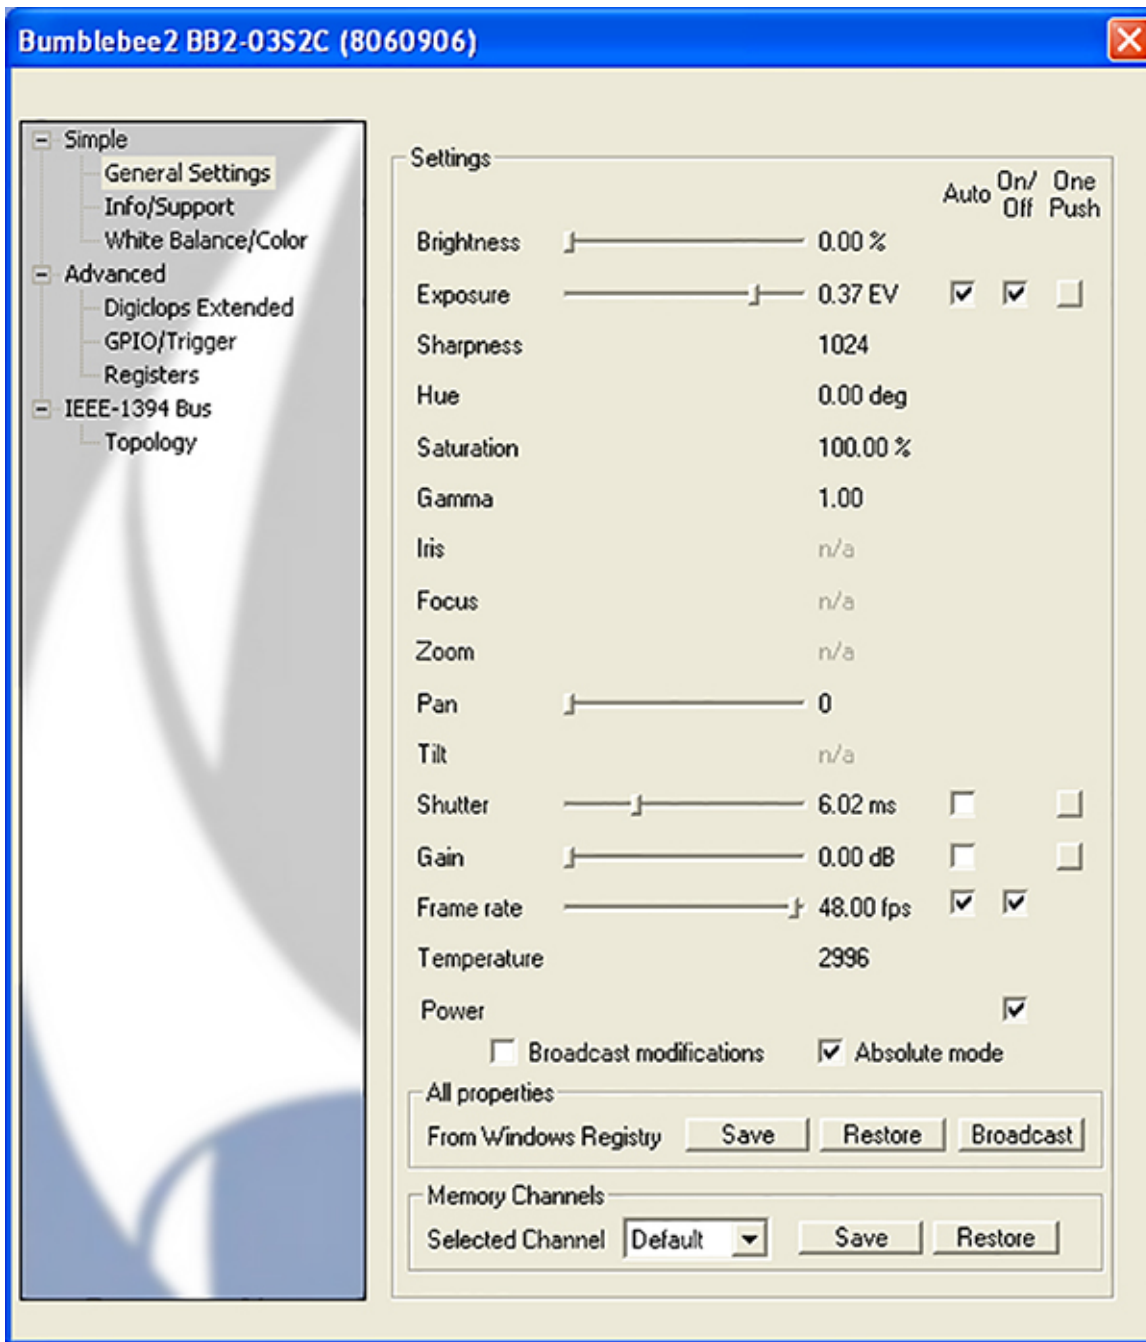 Bumblebee2 BB2-03S2C (8060906)
Simple
General Settings
Info/Support
White Balance/Color
Advanced
Digiclops Extended
GPIO/Trigger
Registers
IEEE-1394 Bus
Topology
Settings
Auto On/Off One Push
Brightness 0.00 %
Exposure 0.37 EV
Sharpness 1024
Hue 0.00 deg
Saturation 100.00 %
Gamma 1.00
Iris n/a
Focus n/a
Zoom n/a
Pan 0
Tilt n/a
Shutter 6.02 ms
Gain 0.00 dB
Frame rate 48.00 fps
Temperature 2996
Power
Broadcast modifications Absolute mode
All properties
From Windows Registry Save Restore Broadcast
Memory Channels
Selected Channel Default Save Restore